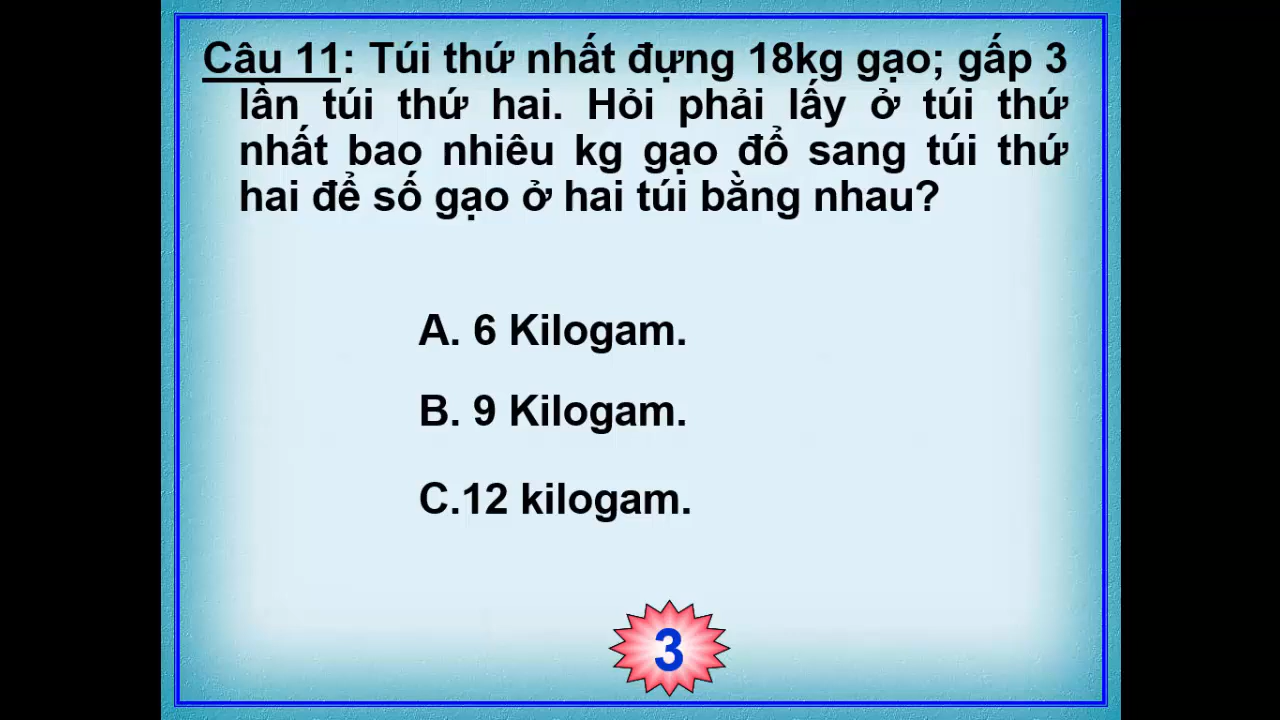 Câu 11: Túi thứ nhất đựng 18kg gạo; gấp 3
lần túi thứ hai. Hỏi phải lấy ở túi thứ
nhất bao nhiêu kg gạo đổ sang túi thứ
hai để số gạo ở hai túi bằng nhau?
A. 6 Kilogam.
B. 9 Kilogam.
C.12 kilogam.
3